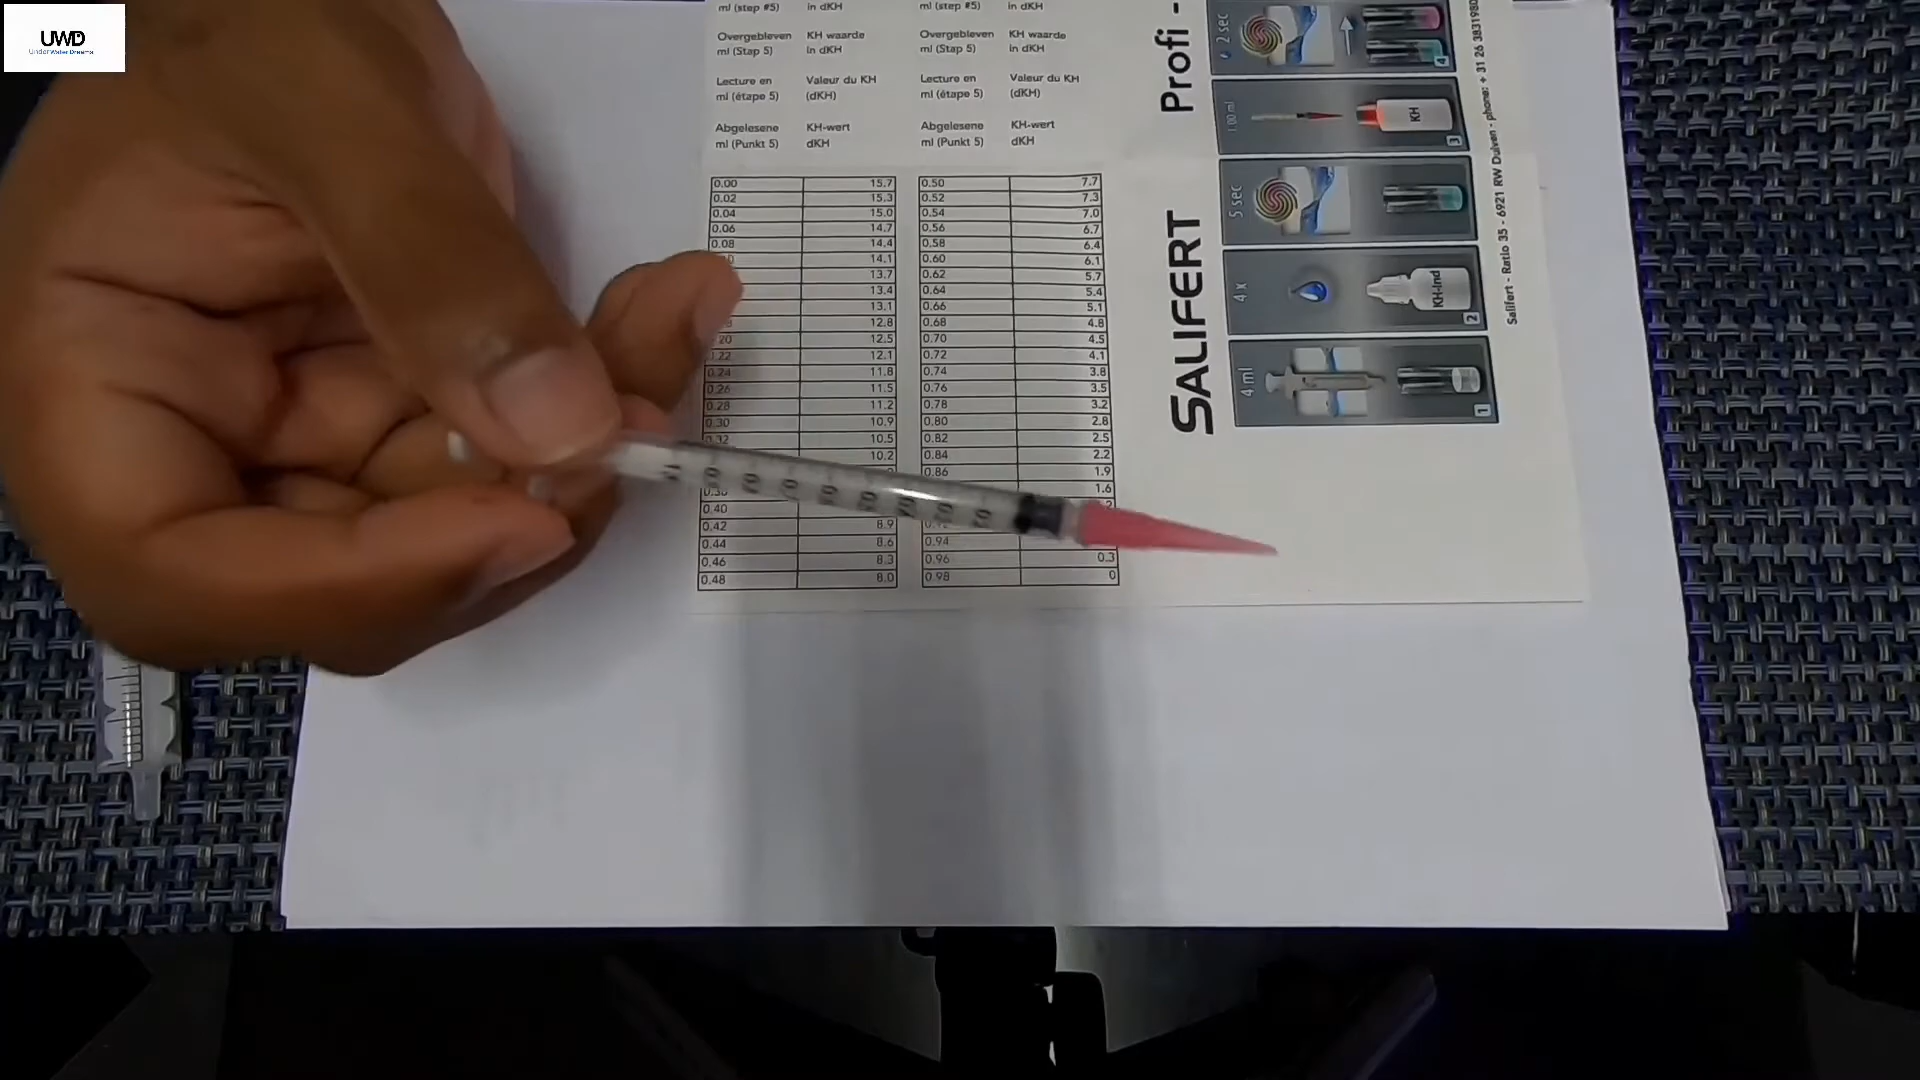 UWD
UnderWaterDreams
ml (step #5) in dKH ml (step #5) in dKH
Overgebleven KH waarde Overgebleven KH waarde
ml (Stap 5) in dKH ml (Stap 5) in dKH
Lecture en Valeur du KH Lecture en Valeur du KH
ml (étape 5) (dKH) ml (étape 5) (dKH)
Abgelesene KH-wert Abgelesene KH-wert
ml (Punkt 5) dKH ml (Punkt 5) dKH
0.00 15.7 0.50 7.7
0.02 15.3 0.52 7.3
0.04 15.0 0.54 7.0
0.06 14.7 0.56 6.7
0.08 14.4 0.58 6.4
14.1 0.60 6.1
13.7 0.62 5.7
13.4 0.64 5.4
13.1 0.66 5.1
12.8 0.68 4.8
12.5 0.70 4.5
12.1 0.72 4.1
0.24 11.8 0.74 3.8
0.26 11.5 0.76 3.5
0.28 11.2 0.78 3.2
0.30 10.9 0.80 2.8
0.32 10.5 0.82 2.5
10.2 0.84 2.2
0.86 1.9
1.6
0.40
0.42 8.9
0.44 8.6 0.94
0.46 8.3 0.96 0.3
0.48 8.0 0.98 0
SALIFERT Profi -
4 ml
1
4 x
KH-Ind
2
5 sec
1.00 ml
KH
3
2 sec
4
Salifert - Ratio 35 - 6921 RW Duiven - phone: + 31 26 3831980